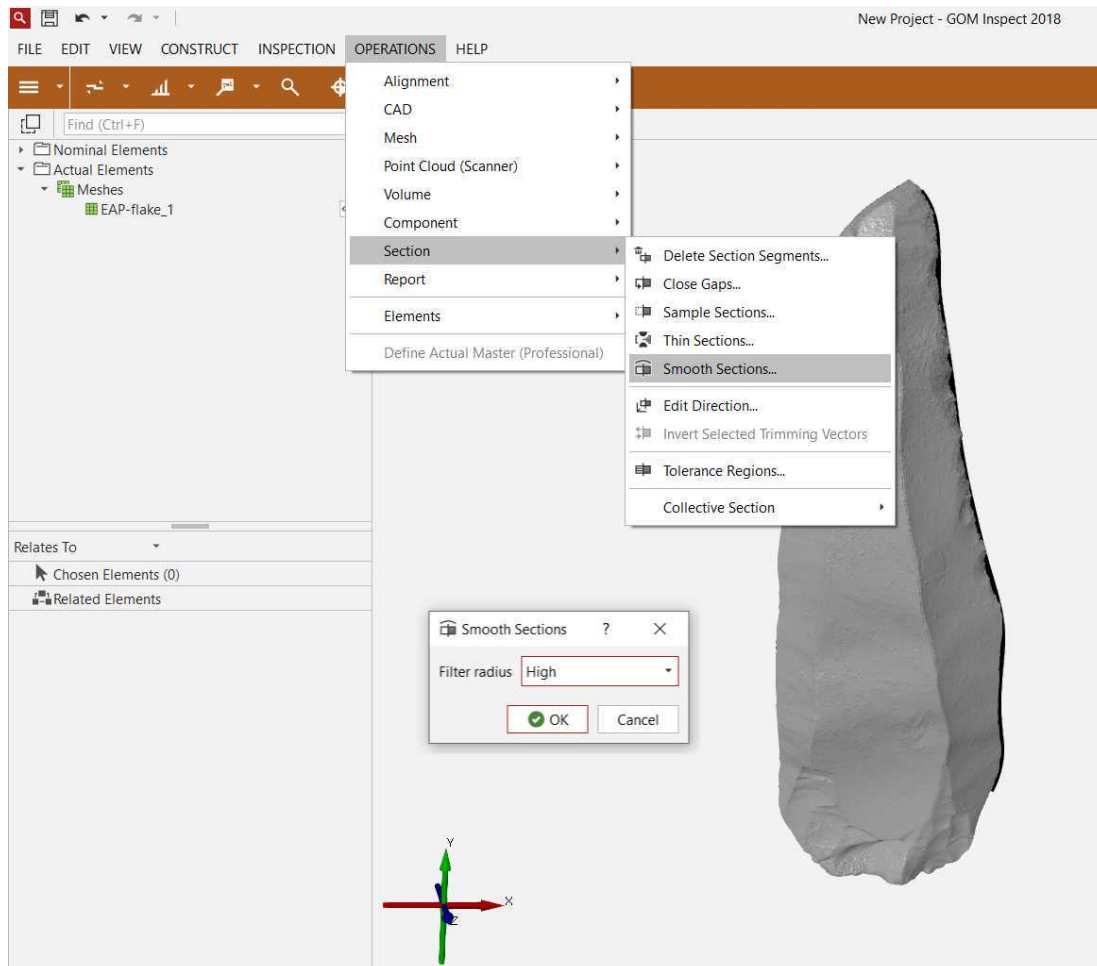 New Project - GOM Inspect 2018
FILE EDIT VIEW CONSTRUCT INSPECTION OPERATIONS HELP
Find (Ctrl+F)
Nominal Elements
Actual Elements
Meshes
EAP-flake_1
Alignment
CAD
Mesh
Point Cloud (Scanner)
Volume
Component
Section
Report
Elements
Define Actual Master (Professional)
Delete Section Segments...
Close Gaps...
Sample Sections...
Thin Sections...
Smooth Sections...
Edit Direction...
Invert Selected Trimming Vectors
Tolerance Regions...
Collective Section
Relates To
Chosen Elements (0)
Related Elements
Smooth Sections ?
Filter radius High
OK Cancel
Y
X
Z